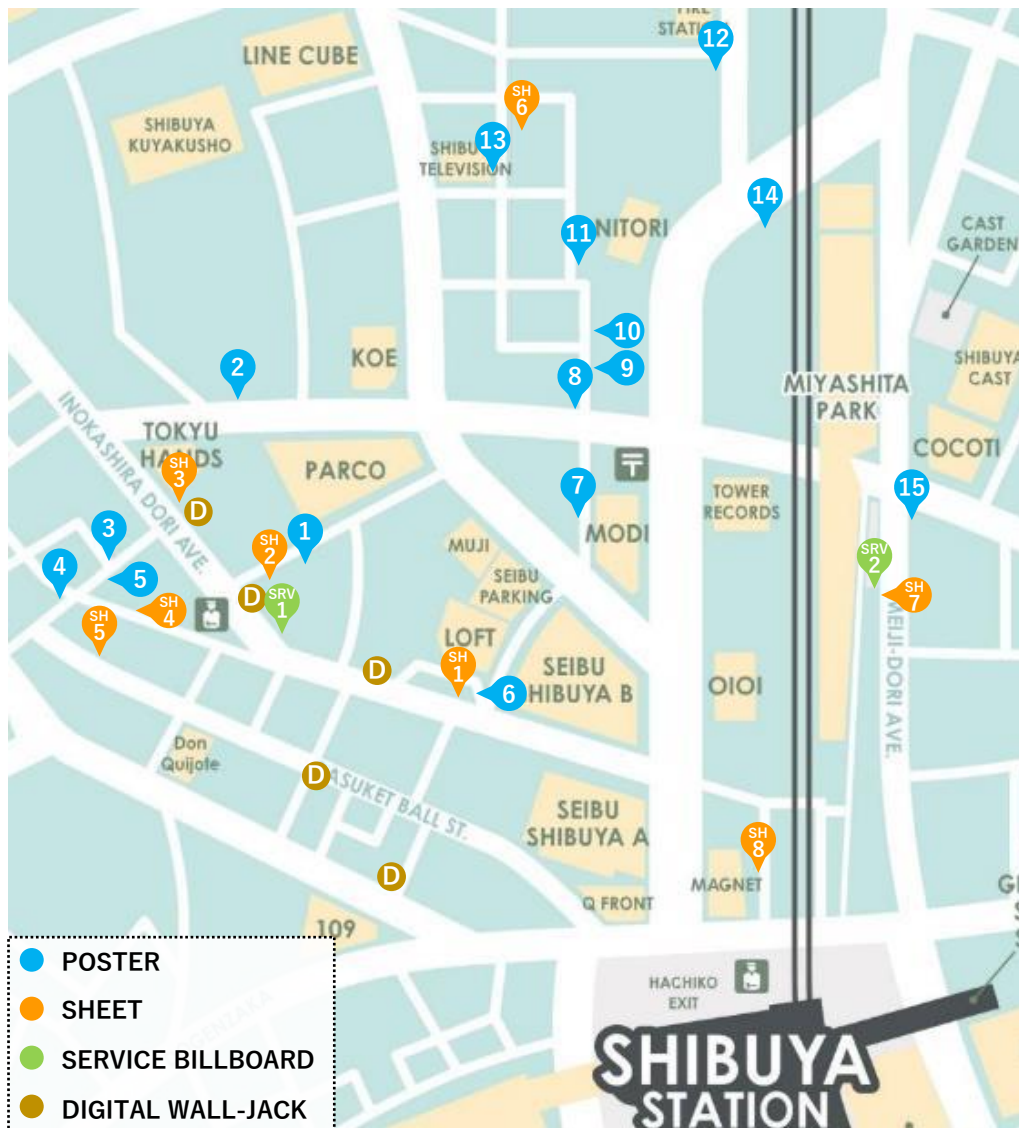 FIRE
STATION
12
LINE CUBE
SH
6
SHIBUYA
KUYAKUSHO
13
TELEVISION
14
11
NITORI
CAST
GARDEN
10
KOE
2
8
9
MIYASHITA
PARK
SHIBUYA
CAST
INOKASHIRA DORI AVE.
TOKYU
HANDS
COCOTI
SH
3
D
PARCO
〒
7
TOWER
RECORDS
15
MODI
3
1
SH
2
MUJI
SEIBU
PARKING
SRV
2
4
5
D
SRV
1
SH
4
SH
5
SH
7
LOFT
SH
1
D
6
SEIBU
SHIBUYA B
OIOI
MEIJI-DORI AVE.
Don
Quijote
D
BASUKET BALL ST.
SEIBU
SHIBUYA A
SH
8
D
MAGNET
Q FRONT
109
POSTER
SHEET
SERVICE BILLBOARD
DIGITAL WALL-JACK
HACHIKO
EXIT
SHIBUYA
STATION